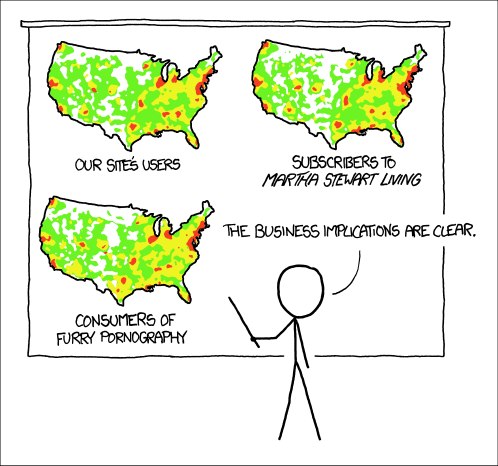 OUR SITE'S USERS
SUBSCRIBERS TO
MARTHA STEWART LIVING
THE BUSINESS IMPLICATIONS ARE CLEAR.
CONSUMERS OF
FURRY PORNOGRAPHY